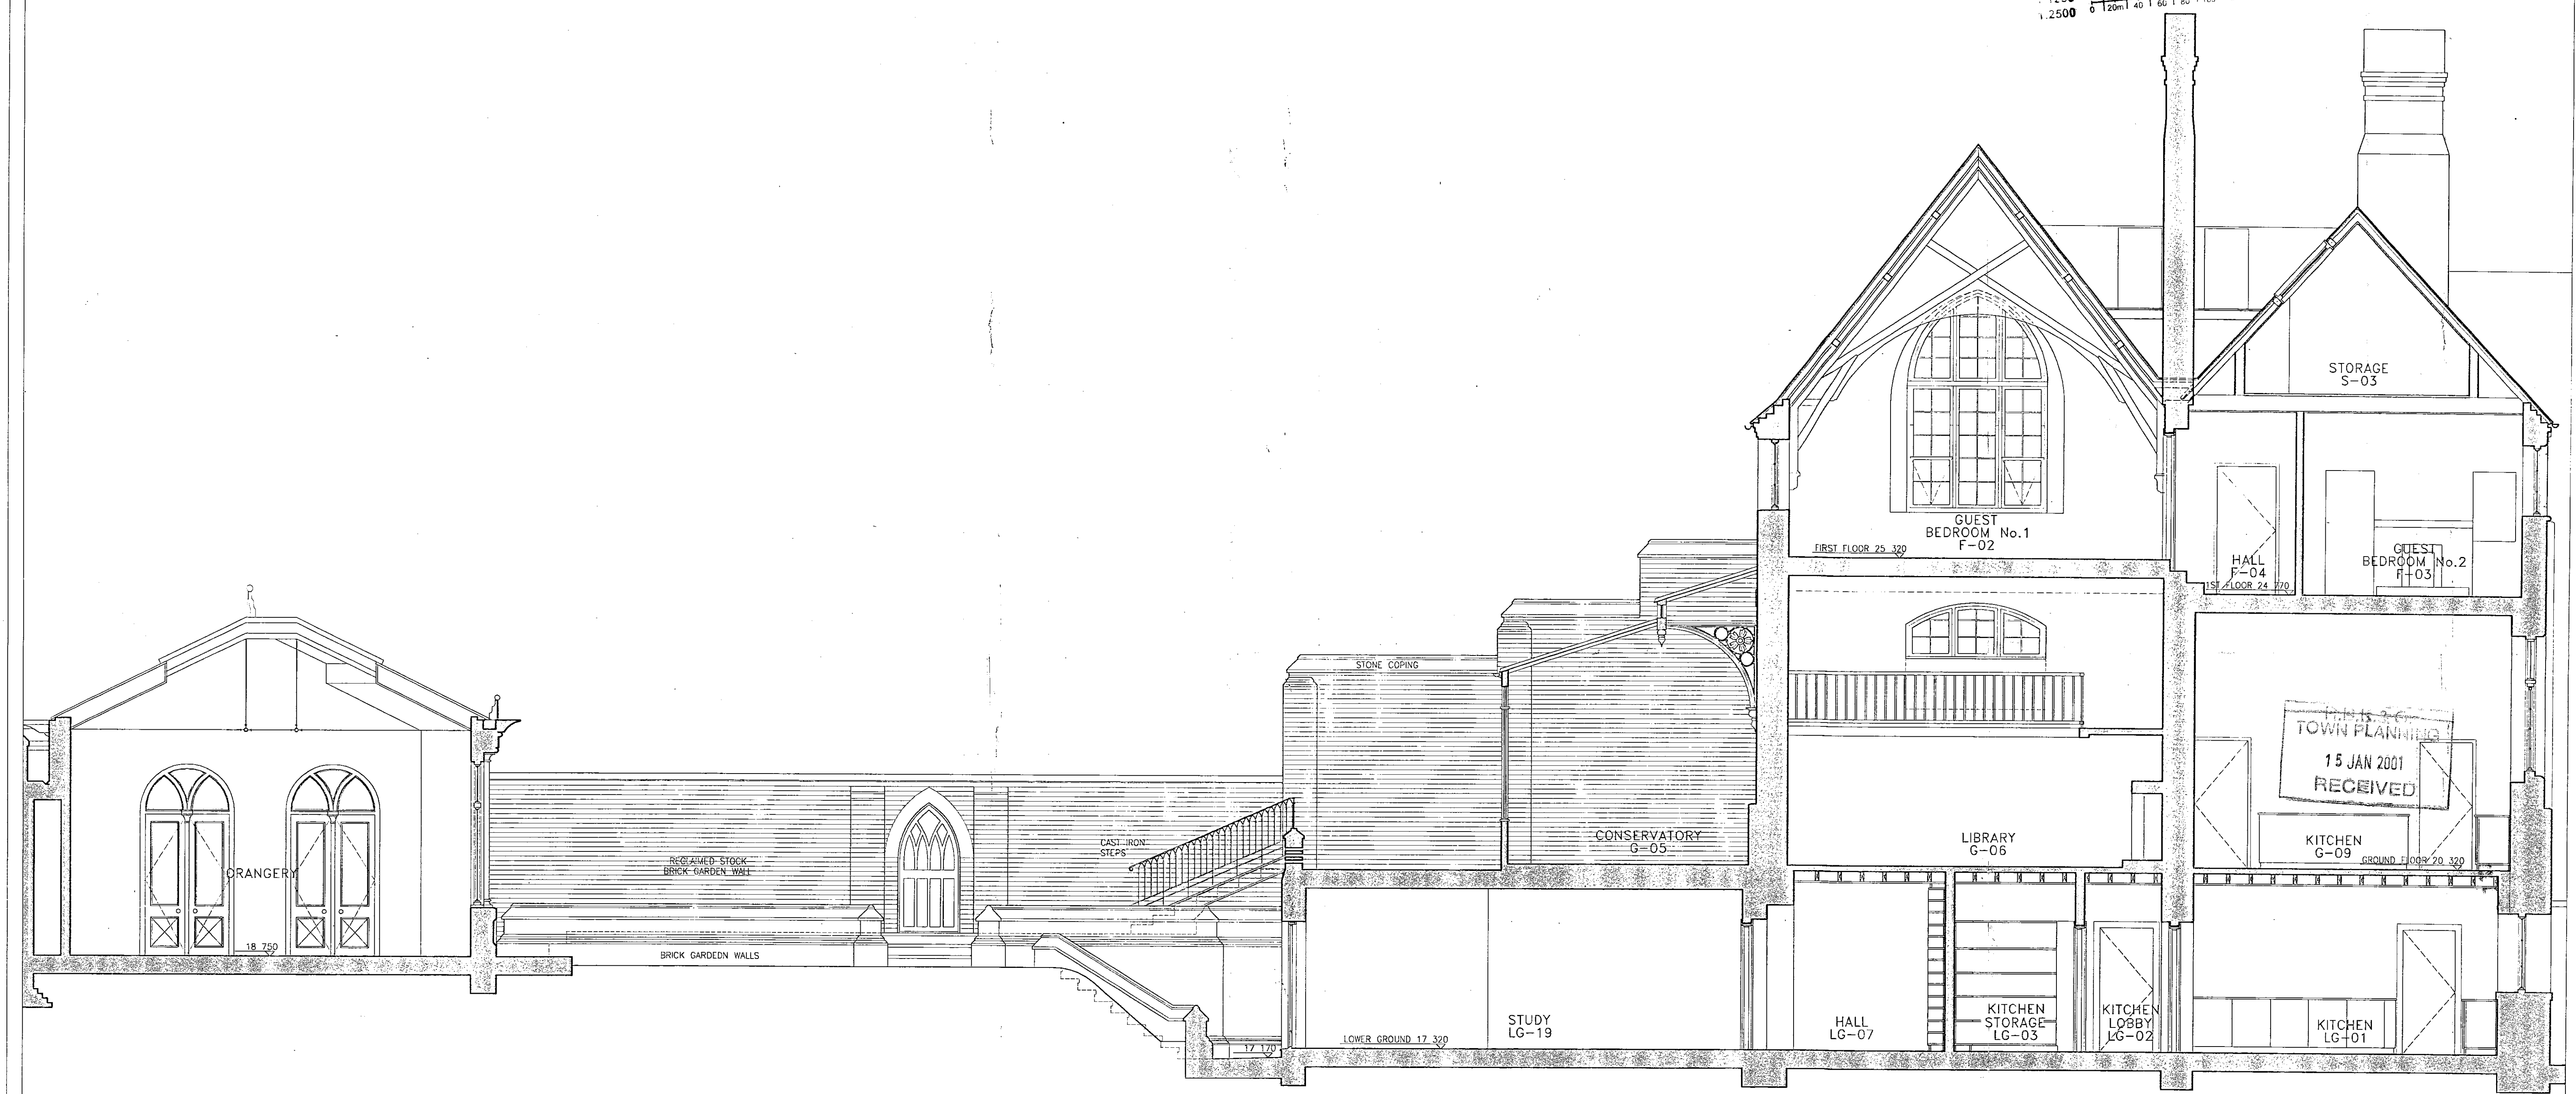 1:2500 0 20m 40 60 80
STORAGE
S-03
GUEST
BEDROOM No.1
F-02
FIRST FLOOR 25 320
HALL
F-04
1ST FLOOR 24 770
GUEST
BEDROOM No.2
F-03
STONE COPING
TOWN PLANNING
15 JAN 2001
RECEIVED
CONSERVATORY
G-05
LIBRARY
G-06
KITCHEN
G-09
GROUND FLOOR 20 320
CAST IRON
STEPS
RECLAIMED STOCK
BRICK GARDEN WALL
ORANGERY
18 750
BRICK GARDEDN WALLS
STUDY
LG-19
LOWER GROUND 17 320
17 170
HALL
LG-07
KITCHEN
STORAGE
LG-03
KITCHEN
LOBBY
LG-02
KITCHEN
LG-01